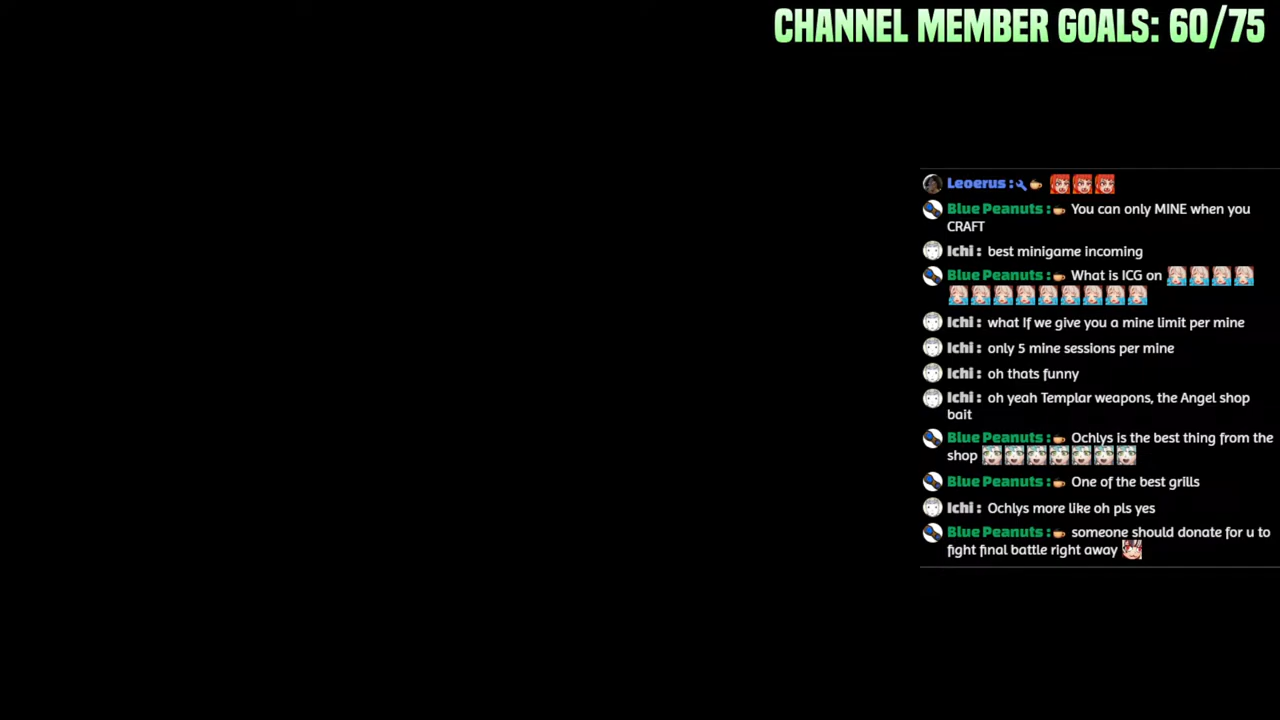 CHANNEL MEMBER GOALS: 60/75
Leoerus :
Blue Peanuts : You can only MINE when you
CRAFT
Ichi : best minigame incoming
Blue Peanuts : What is ICG on
Ichi : what If we give you a mine limit per mine
Ichi : only 5 mine sessions per mine
Ichi : oh thats funny
Ichi : oh yeah Templar weapons, the Angel shop
bait
Blue Peanuts : Ochlys is the best thing from the
shop
Blue Peanuts : One of the best grills
Ichi : Ochlys more like oh pls yes
Blue Peanuts : someone should donate for u to
fight final battle right away